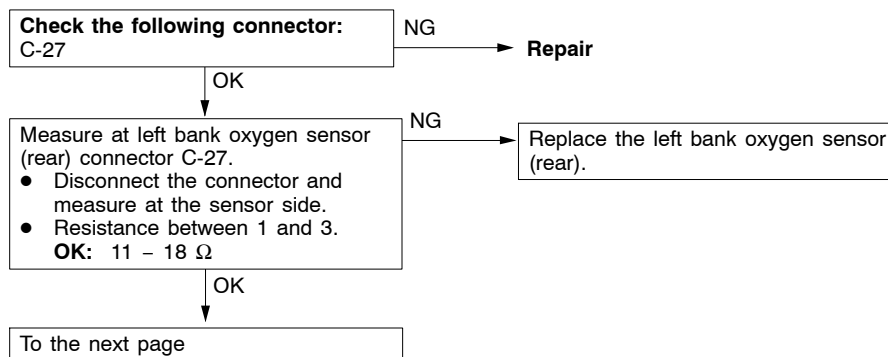 Check the following connector:
C-27
NG
Repair
OK
Measure at left bank oxygen sensor
(rear) connector C-27.
● Disconnect the connector and
measure at the sensor side.
● Resistance between 1 and 3.
OK: 11 – 18 Ω
NG
Replace the left bank oxygen sensor
(rear).
OK
To the next page